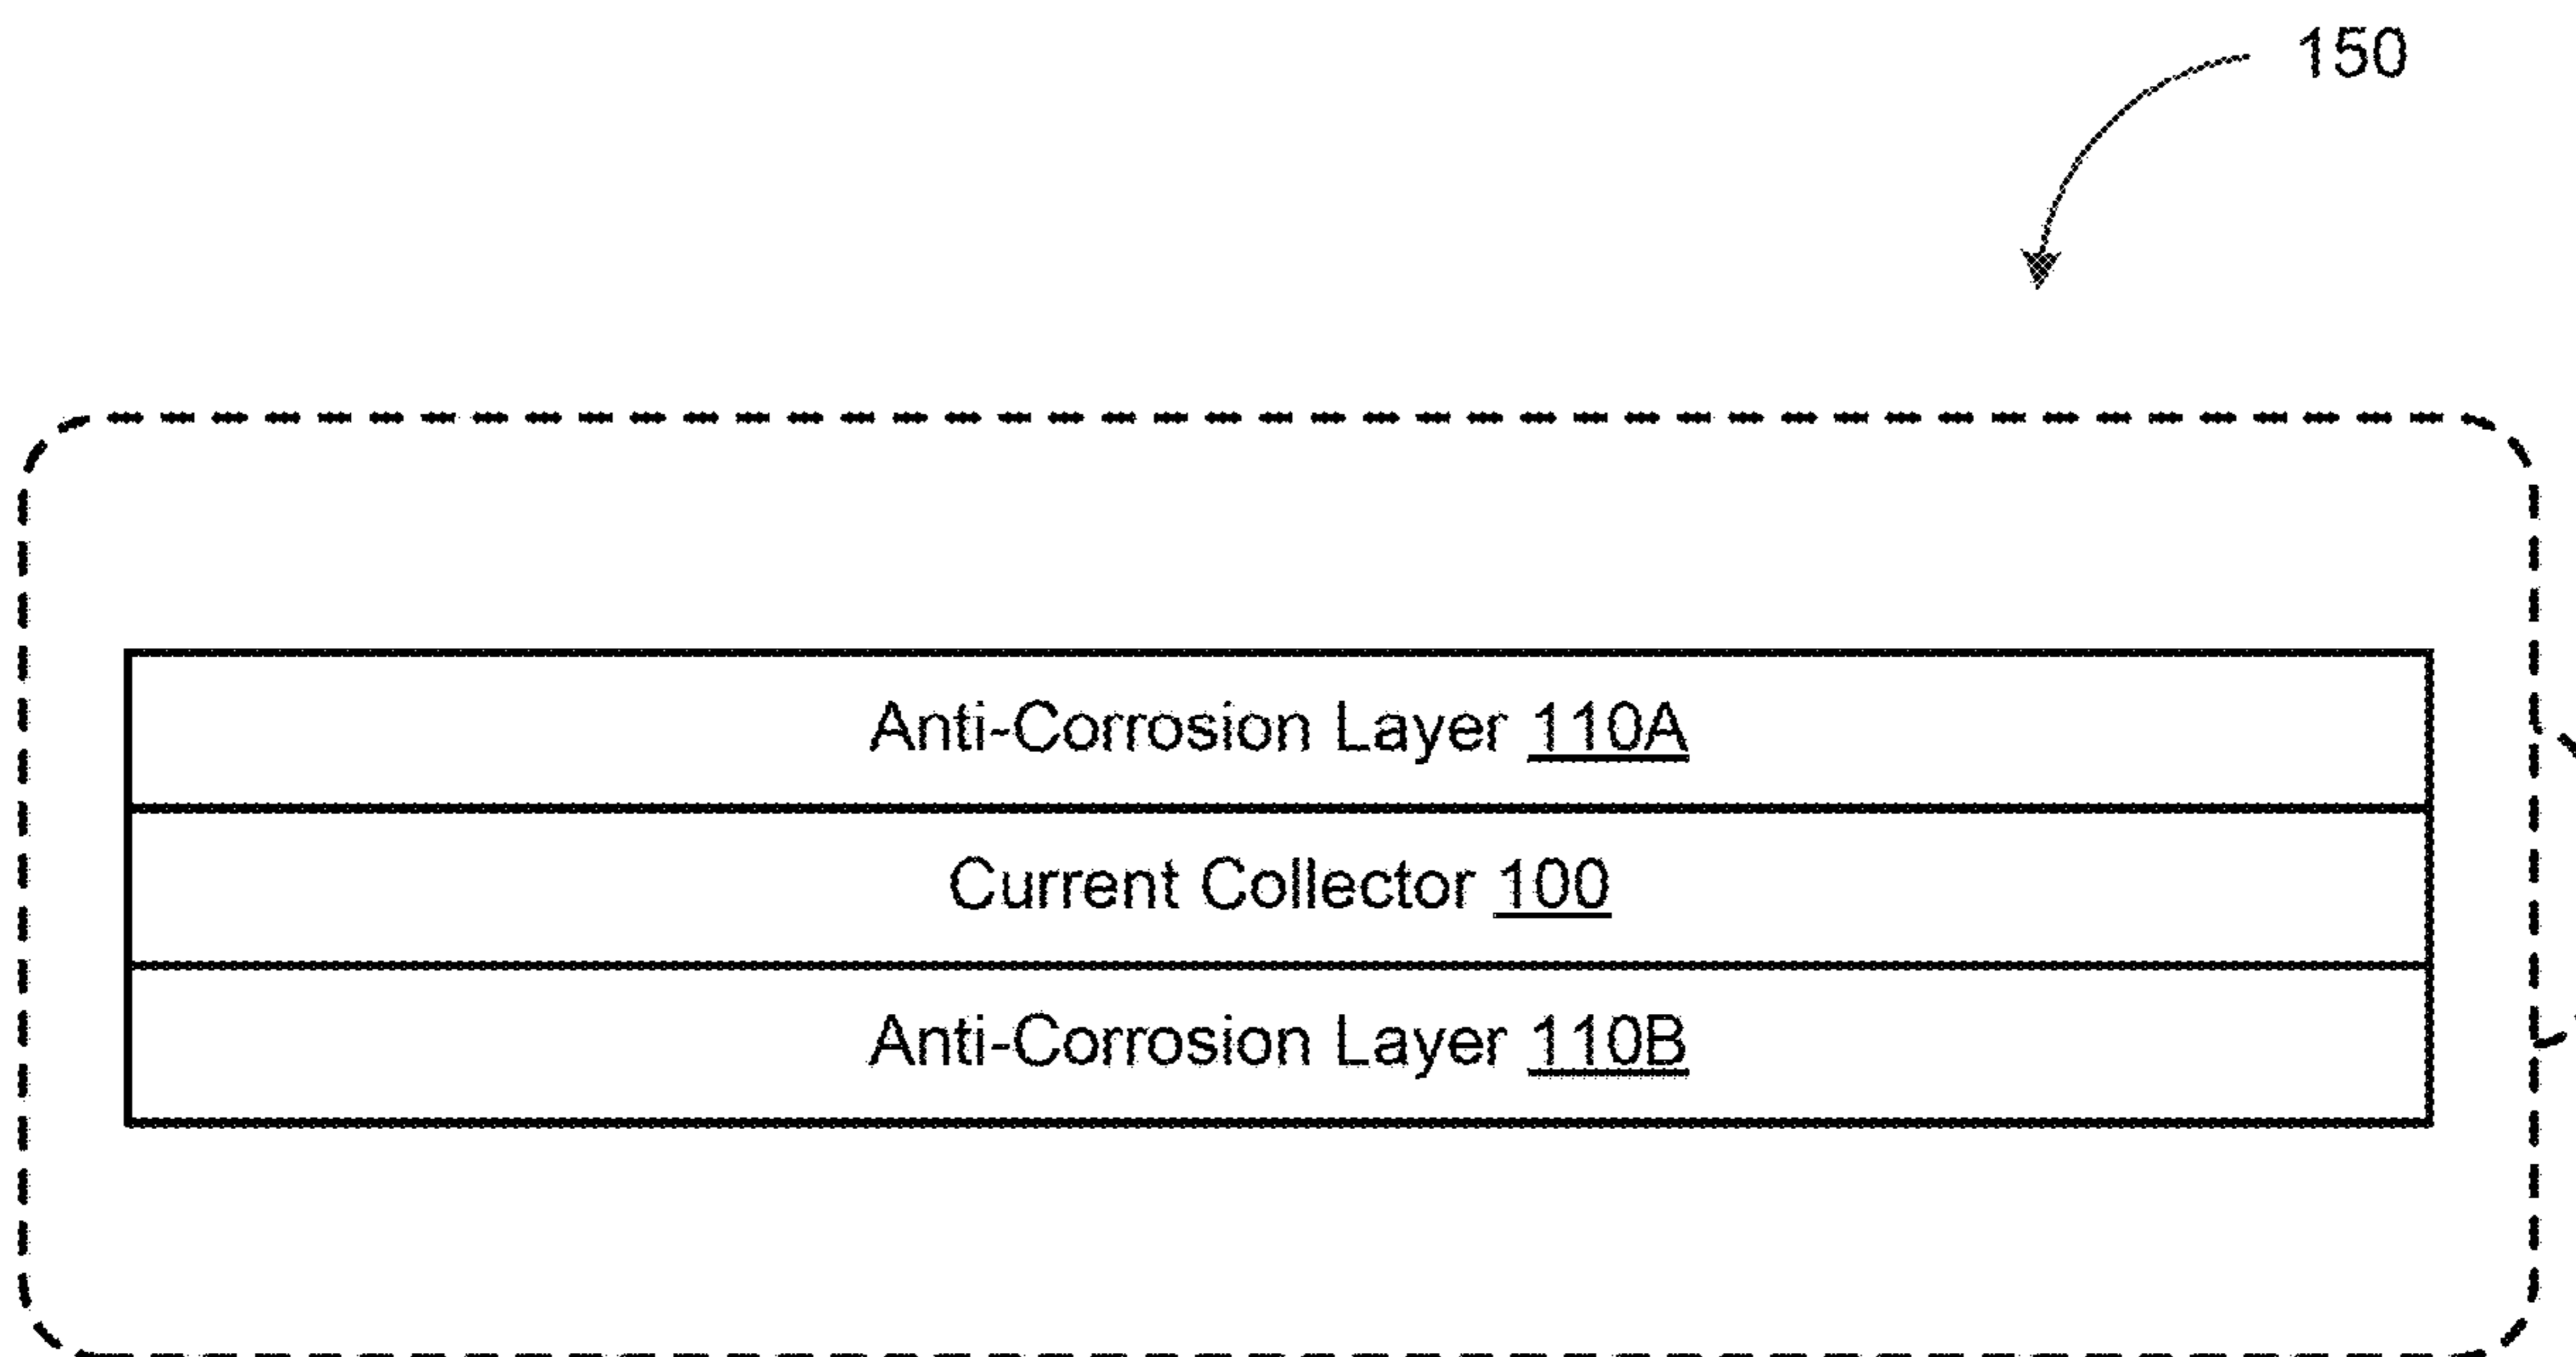 150
Anti-Corrosion Layer 110A
Current Collector 100
Anti-Corrosion Layer 110B